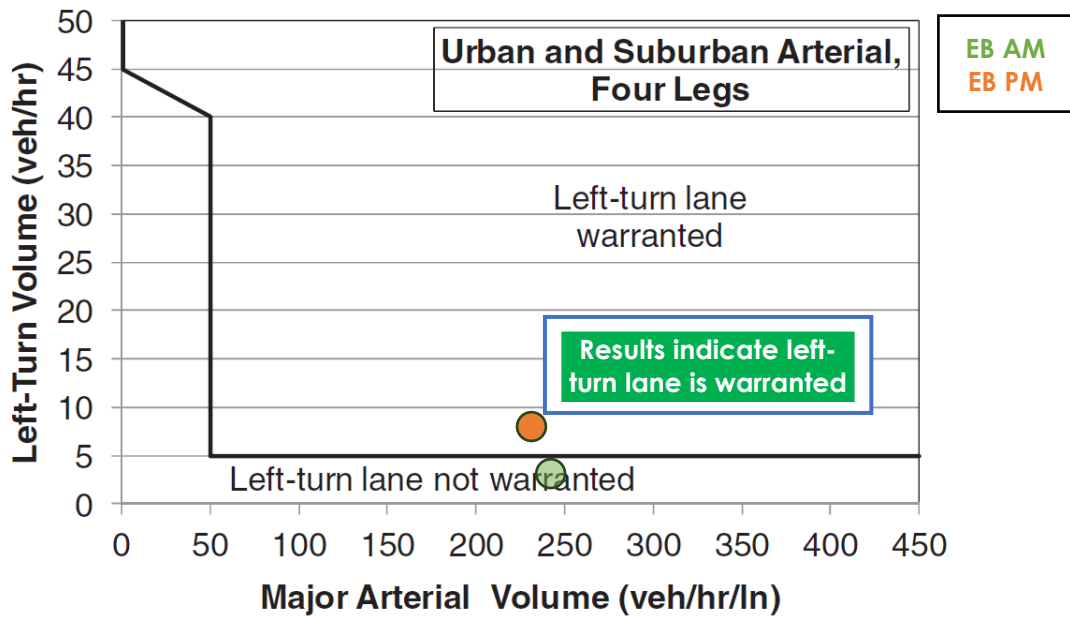 Urban and Suburban Arterial,
Four Legs
EB AM
EB PM
Left-Turn Volume (veh/hr)
50
45
40
35
30
25
20
15
10
5
0
Left-turn lane
warranted
Results indicate left-
turn lane is warranted
Left-turn lane not warranted
0 50 100 150 200 250 300 350 400 450
Major Arterial Volume (veh/hr/ln)